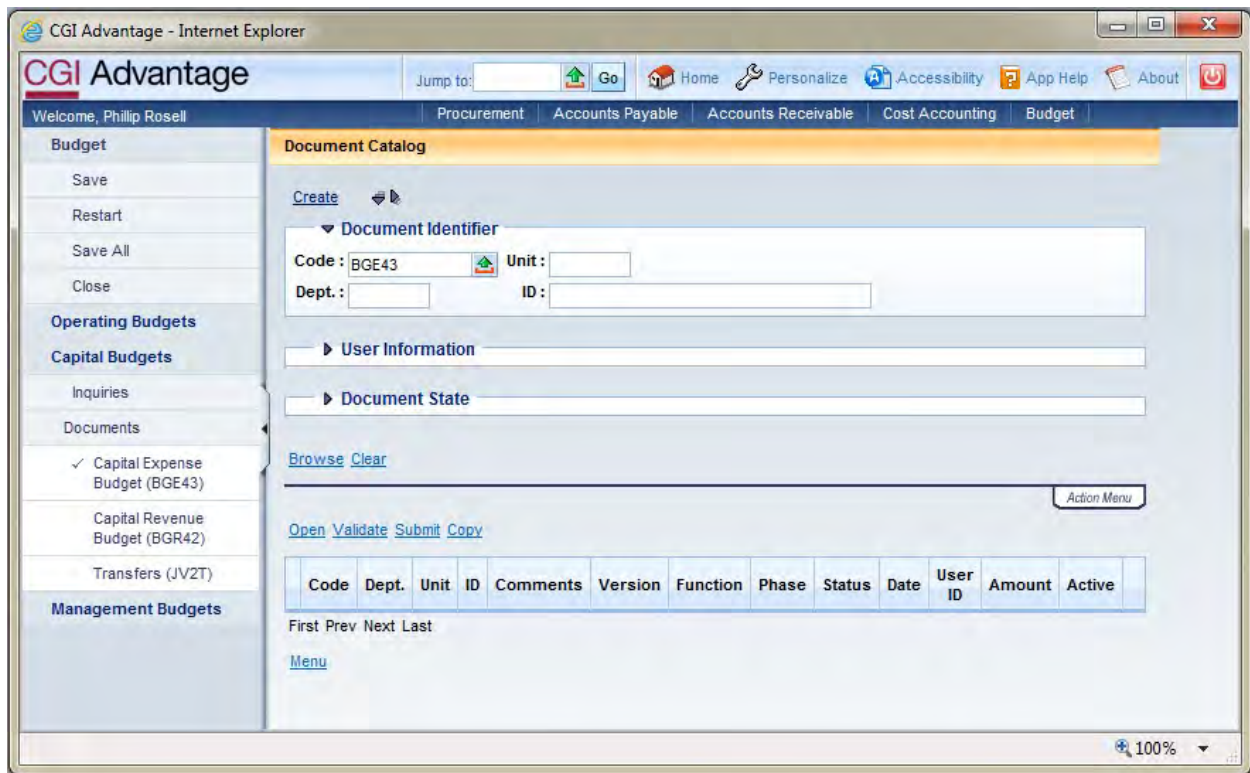 CGI Advantage - Internet Explorer
CGI Advantage
Jump to: Go Home Personalize Accessibility App Help About
Welcome, Phillip Rosell
Procurement Accounts Payable Accounts Receivable Cost Accounting Budget
Budget
Save
Restart
Save All
Close
Operating Budgets
Capital Budgets
Inquiries
Documents
Capital Expense
Budget (BGE43)
Capital Revenue
Budget (BGR42)
Transfers (JV2T)
Management Budgets
Document Catalog
Create
Document Identifier
Code : BGE43 Unit :
Dept. : ID :
User Information
Document State
Browse Clear
Action Menu
Open Validate Submit Copy
Code Dept. Unit ID Comments Version Function Phase Status Date User ID Amount Active
First Prev Next Last
Menu
100%